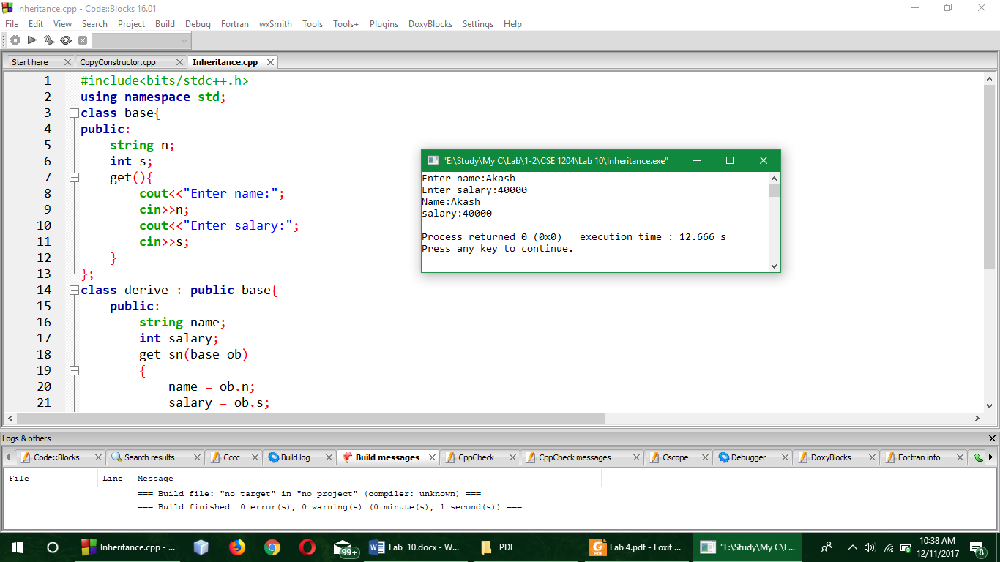 Inheritance.cpp - Code::Blocks 16.01
File Edit View Search Project Build Debug Fortran wxSmith Tools Tools+ Plugins DoxyBlocks Settings Help
Start here CopyConstructor.cpp Inheritance.cpp
1 #include<bits/stdc++.h>
2 using namespace std;
3 class base{
4 public:
5 string n;
6 int s;
7 get(){
8 cout<<"Enter name:";
9 cin>>n;
10 cout<<"Enter salary:";
11 cin>>s;
12 }
13 };
14 class derive : public base{
15 public:
16 string name;
17 int salary;
18 get_sn(base ob)
19 {
20 name = ob.n;
21 salary = ob.s;
"E:\Study\My C\Lab\1-2\CSE 1204\Lab 10\Inheritance.exe"
Enter name:Akash
Enter salary:40000
Name:Akash
salary:40000
Process returned 0 (0x0) execution time : 12.666 s
Press any key to continue.
Logs & others
Code::Blocks Search results Cccc Build log Build messages CppCheck CppCheck messages Cscope Debugger DoxyBlocks Fortran info
File Line Message
=== Build file: "no target" in "no project" (compiler: unknown) ===
=== Build finished: 0 error(s), 0 warning(s) (0 minute(s), 1 second(s)) ===
Inheritance.cpp - ... 99+ Lab 10.docx - W... PDF Lab 4.pdf - Foxit ... "E:\Study\My C\L... 10:38 AM
12/11/2017 8